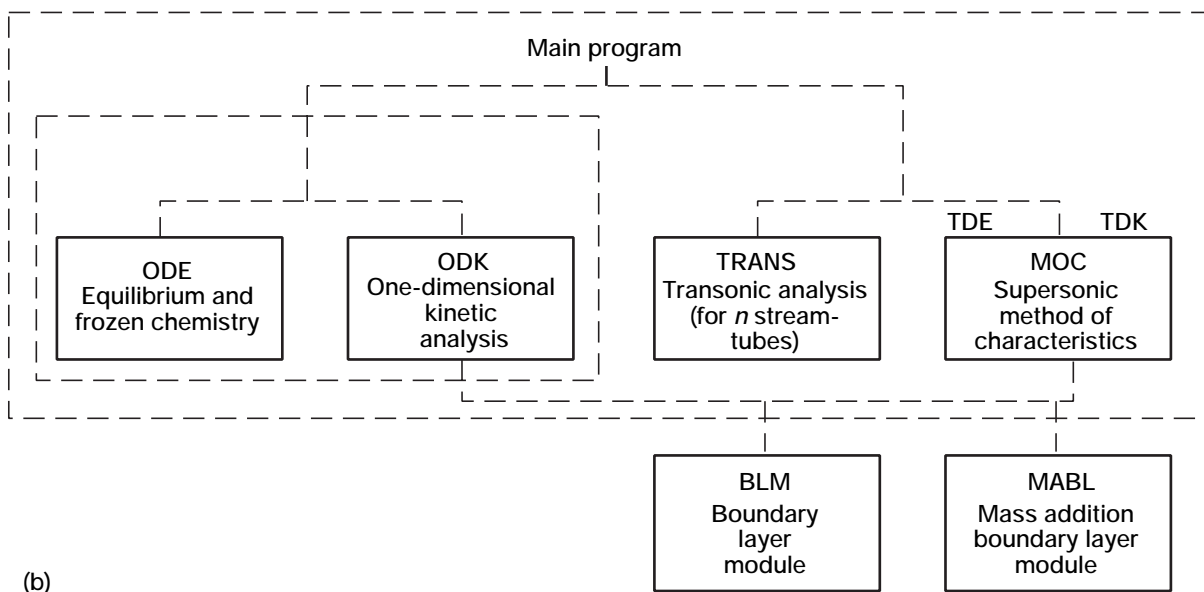 Main program
TDE
TDK
ODE
Equilibrium and
frozen chemistry
ODK
One-dimensional
kinetic
analysis
TRANS
Transonic analysis
(for n stream-
tubes)
MOC
Supersonic
method of
characteristics
BLM
Boundary
layer
module
MABL
Mass addition
boundary layer
module
(b)